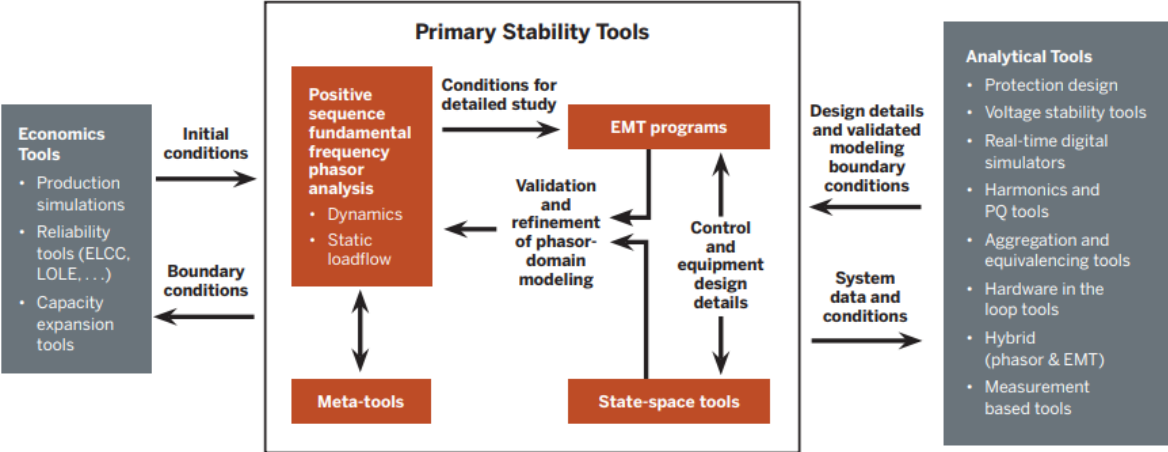 Primary Stability Tools
Economics
Tools
• Production
simulations
• Reliability
tools (ELCC,
LOLE, . . .)
• Capacity
expansion
tools
Initial
conditions
Boundary
conditions
Positive
sequence
fundamental
frequency
phasor
analysis
• Dynamics
• Static
loadflow
Conditions for
detailed study
EMT programs
Validation
and
refinement
of phasor-
domain
modeling
Control
and
equipment
design
details
Meta-tools
State-space tools
Design details
and validated
modeling
boundary
conditions
System
data and
conditions
Analytical Tools
• Protection design
• Voltage stability tools
• Real-time digital
simulators
• Harmonics and
PQ tools
• Aggregation and
equivalencing tools
• Hardware in the
loop tools
• Hybrid
(phasor & EMT)
• Measurement
based tools